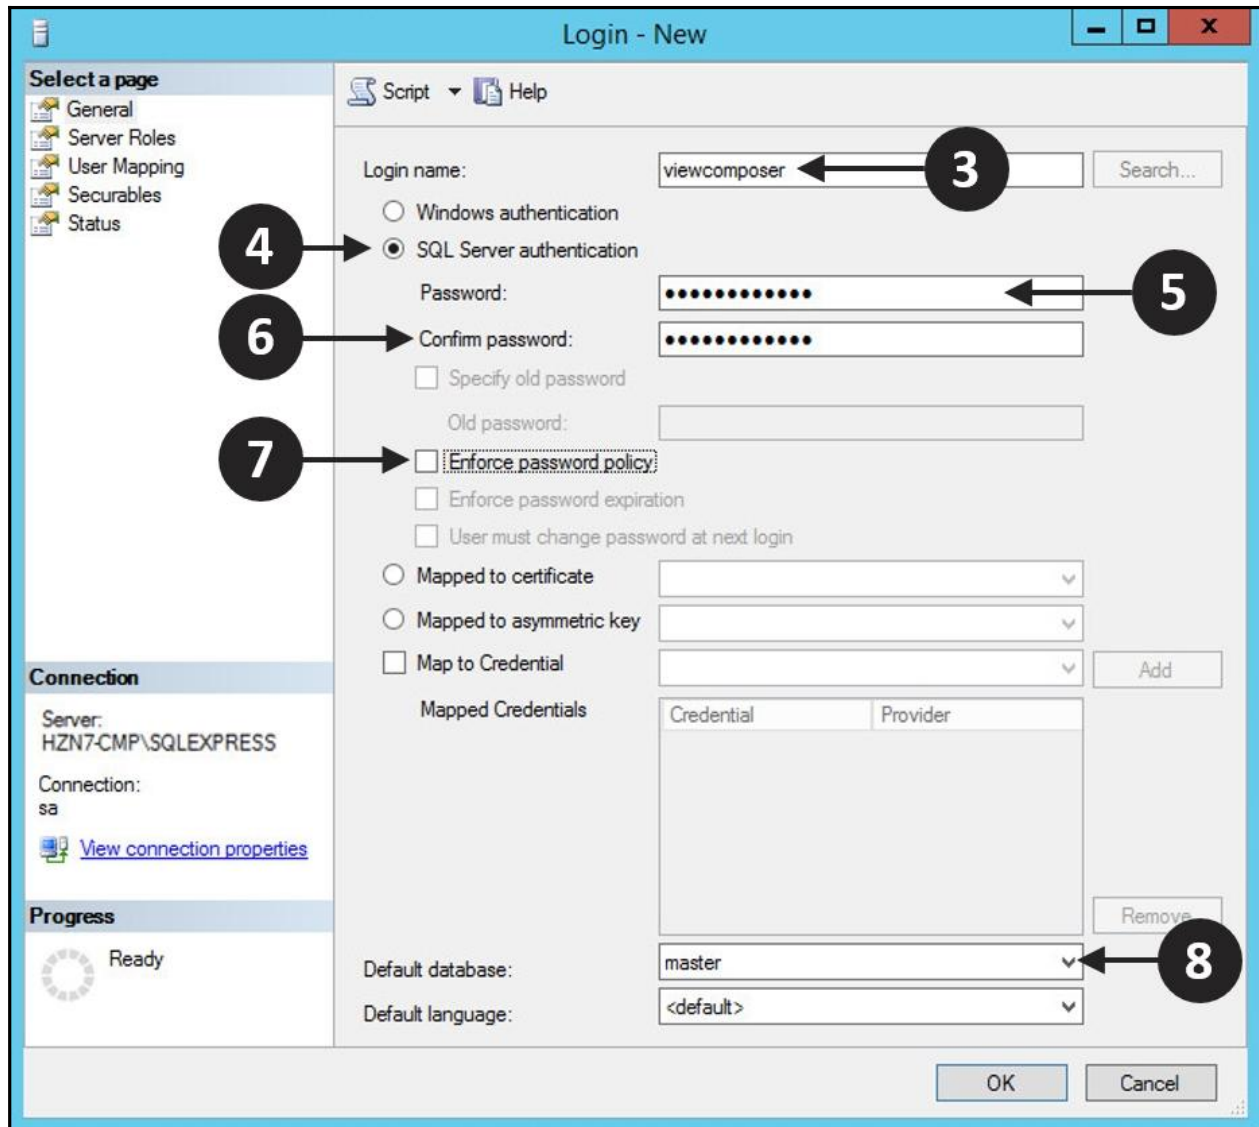 Login - New
Select a page
General
Server Roles
User Mapping
Securables
Status
Script
Help
Login name:
viewcomposer
3
Search...
Windows authentication
4
SQL Server authentication
Password:
●●●●●●●●●●●●
5
6
Confirm password:
●●●●●●●●●●●●
Specify old password
Old password:
7
Enforce password policy
Enforce password expiration
User must change password at next login
Mapped to certificate
Mapped to asymmetric key
Map to Credential
Add
Mapped Credentials
Credential
Provider
Remove
Default database:
master
8
Default language:
<default>
Connection
Server:
HZN7-CMP\SQLEXPRESS
Connection:
sa
View connection properties
Progress
Ready
OK
Cancel